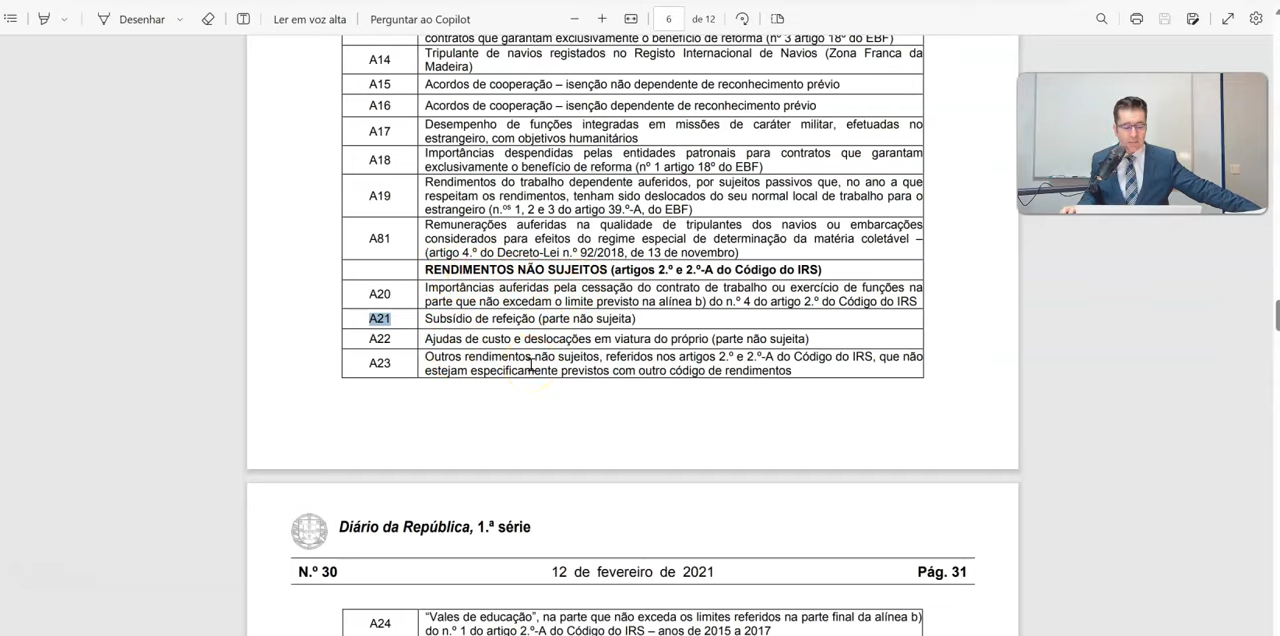 Desenhar
Ler em voz alta
Perguntar ao Copilot
6
de 12
contratos que garantam exclusivamente o benefício de reforma (nº 3 artigo 18º do EBF)
A14
Tripulante de navios registados no Registo Internacional de Navios (Zona Franca da
Madeira)
A15
Acordos de cooperação – isenção não dependente de reconhecimento prévio
A16
Acordos de cooperação – isenção dependente de reconhecimento prévio
A17
Desempenho de funções integradas em missões de caráter militar, efetuadas no
estrangeiro, com objetivos humanitários
A18
Importâncias despendidas pelas entidades patronais para contratos que garantam
exclusivamente o benefício de reforma (nº 1 artigo 18º do EBF)
A19
Rendimentos do trabalho dependente auferidos, por sujeitos passivos que, no ano a que
respeitam os rendimentos, tenham sido deslocados do seu normal local de trabalho para o
estrangeiro (n.ºs 1, 2 e 3 do artigo 39.º-A, do EBF)
A81
Remunerações auferidas na qualidade de tripulantes dos navios ou embarcações
considerados para efeitos do regime especial de determinação da matéria coletável –
(artigo 4.º do Decreto-Lei n.º 92/2018, de 13 de novembro)
RENDIMENTOS NÃO SUJEITOS (artigos 2.º e 2.º-A do Código do IRS)
A20
Importâncias auferidas pela cessação do contrato de trabalho ou exercício de funções na
parte que não excedam o limite previsto na alínea b) do n.º 4 do artigo 2.º do Código do IRS
A21
Subsídio de refeição (parte não sujeita)
A22
Ajudas de custo e deslocações em viatura do próprio (parte não sujeita)
A23
Outros rendimentos não sujeitos, referidos nos artigos 2.º e 2.º-A do Código do IRS, que não
estejam especificamente previstos com outro código de rendimentos
Diário da República, 1.ª série
N.º 30
12 de fevereiro de 2021
Pág. 31
A24
“Vales de educação”, na parte que não exceda os limites referidos na parte final da alínea b)
do n.º 1 do artigo 2.º-A do Código do IRS – anos de 2015 a 2017